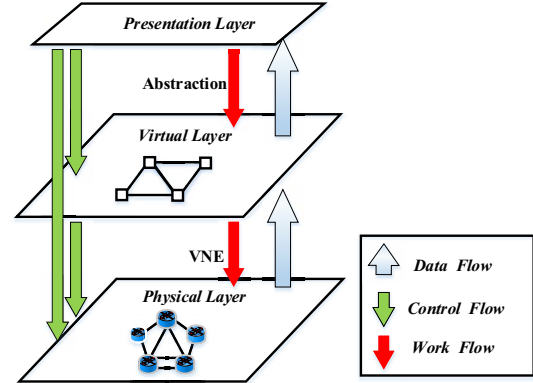 Presentation Layer
Abstraction
Virtual Layer
VNE
Physical Layer
Data Flow
Control Flow
Work Flow